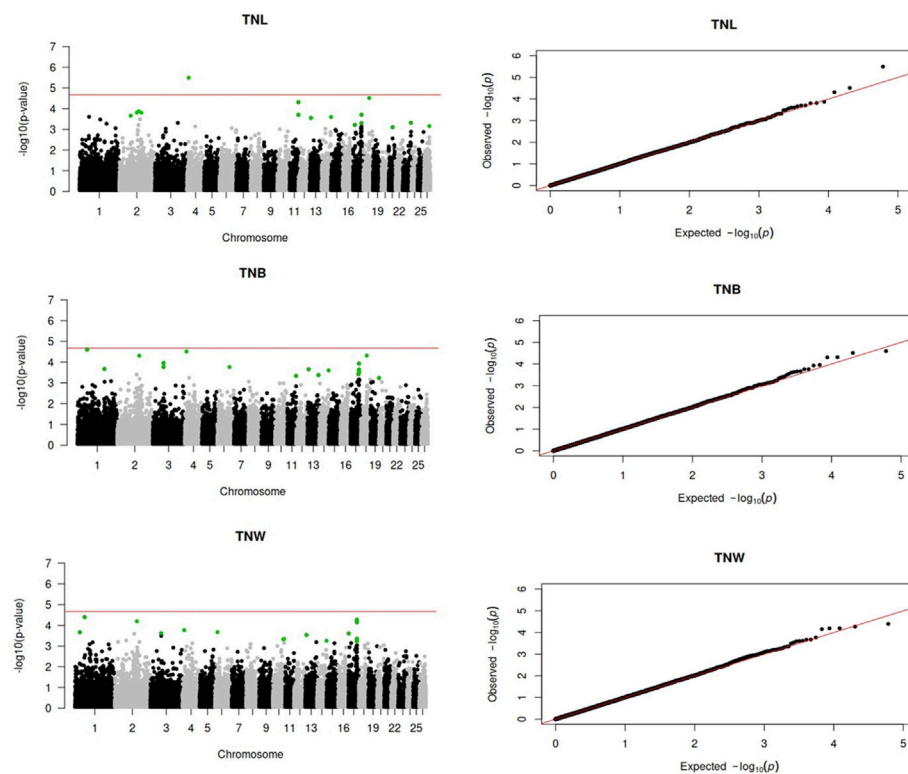 TNL
-log10(p-value)
7
6
5
4
3
2
1
0
1 2 3 4 5 7 9 11 13 16 19 22 25
Chromosome
TNL
Observed −log10(p)
6
5
4
3
2
1
0
0 1 2 3 4 5
Expected −log10(p)
TNB
-log10(p-value)
7
6
5
4
3
2
1
0
1 2 3 4 5 7 9 11 13 16 19 22 25
Chromosome
TNB
Observed −log10(p)
6
5
4
3
2
1
0
0 1 2 3 4 5
Expected −log10(p)
TNW
-log10(p-value)
7
6
5
4
3
2
1
0
1 2 3 4 5 7 9 11 13 16 19 22 25
Chromosome
TNW
Observed −log10(p)
6
5
4
3
2
1
0
0 1 2 3 4 5
Expected −log10(p)